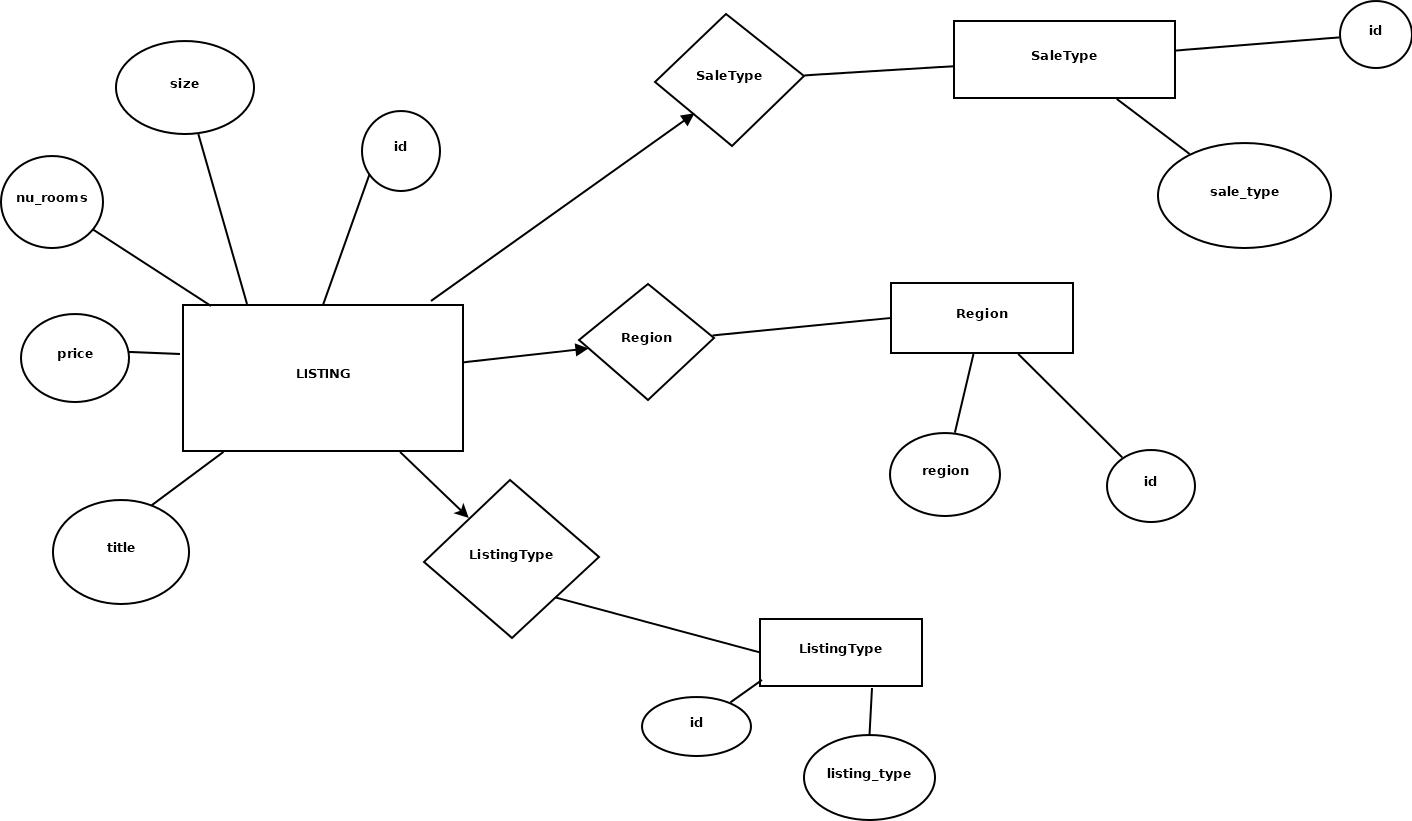 id
SaleType
SaleType
size
id
sale_type
nu_rooms
Region
Region
price
LISTING
region
id
title
ListingType
ListingType
id
listing_type